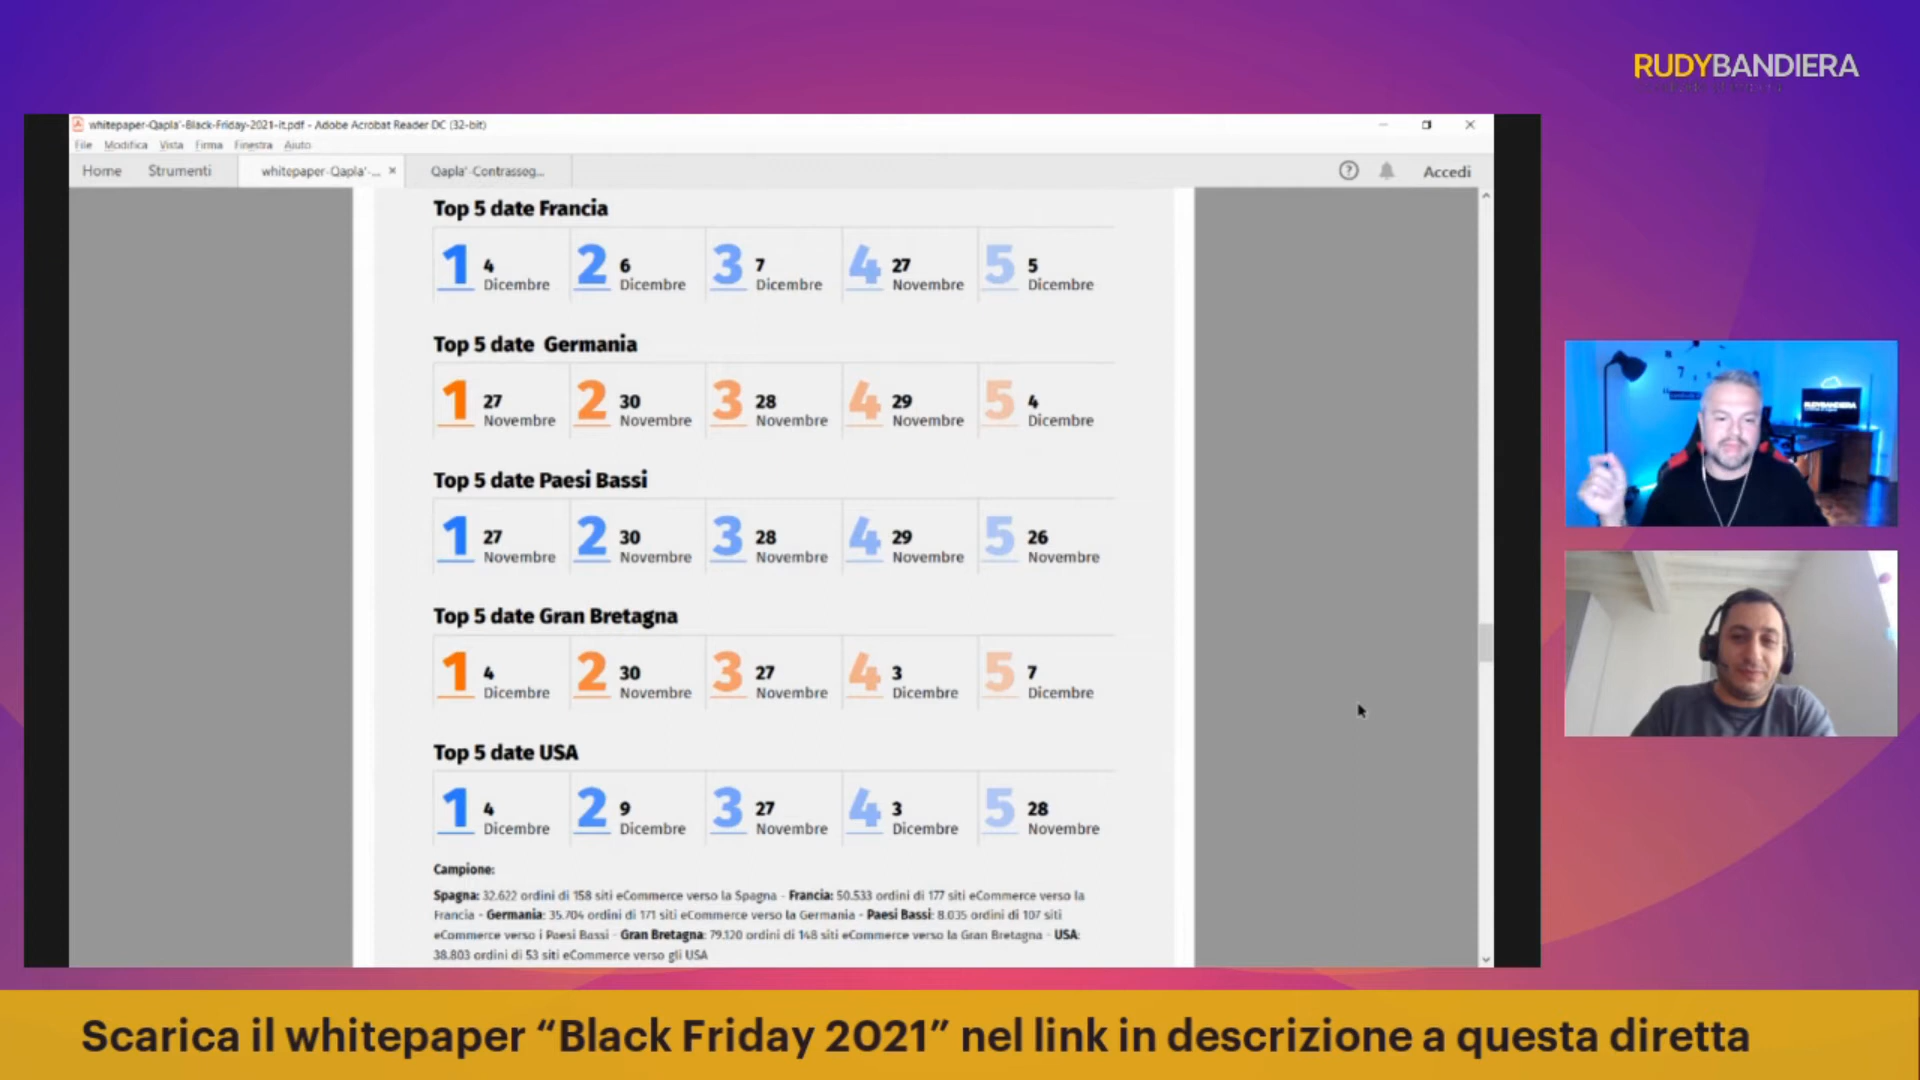 RUDYBANDIERA
whitepaper-Qapla'-Black-Friday-2021-it.pdf - Adobe Acrobat Reader DC (32-bit)
File Modifica Vista Firma Finestra Aiuto
Home Strumenti whitepaper-Qapla'-... × Qapla'-Contrasseg... Accedi
Top 5 date Francia
1 4 Dicembre
2 6 Dicembre
3 7 Dicembre
4 27 Novembre
5 5 Dicembre
Top 5 date Germania
1 27 Novembre
2 30 Novembre
3 28 Novembre
4 29 Novembre
5 4 Dicembre
Top 5 date Paesi Bassi
1 27 Novembre
2 30 Novembre
3 28 Novembre
4 29 Novembre
5 26 Novembre
Top 5 date Gran Bretagna
1 4 Dicembre
2 30 Novembre
3 27 Novembre
4 3 Dicembre
5 7 Dicembre
Top 5 date USA
1 4 Dicembre
2 9 Dicembre
3 27 Novembre
4 3 Dicembre
5 28 Novembre
Campione:
Spagna: 32.622 ordini di 158 siti eCommerce verso la Spagna - Francia: 50.533 ordini di 177 siti eCommerce verso la
Francia - Germania: 35.704 ordini di 171 siti eCommerce verso la Germania - Paesi Bassi: 8.035 ordini di 107 siti
eCommerce verso i Paesi Bassi - Gran Bretagna: 79.120 ordini di 148 siti eCommerce verso la Gran Bretagna - USA:
38.803 ordini di 53 siti eCommerce verso gli USA
RUDYBANDIERA
Scarica il whitepaper “Black Friday 2021” nel link in descrizione a questa diretta